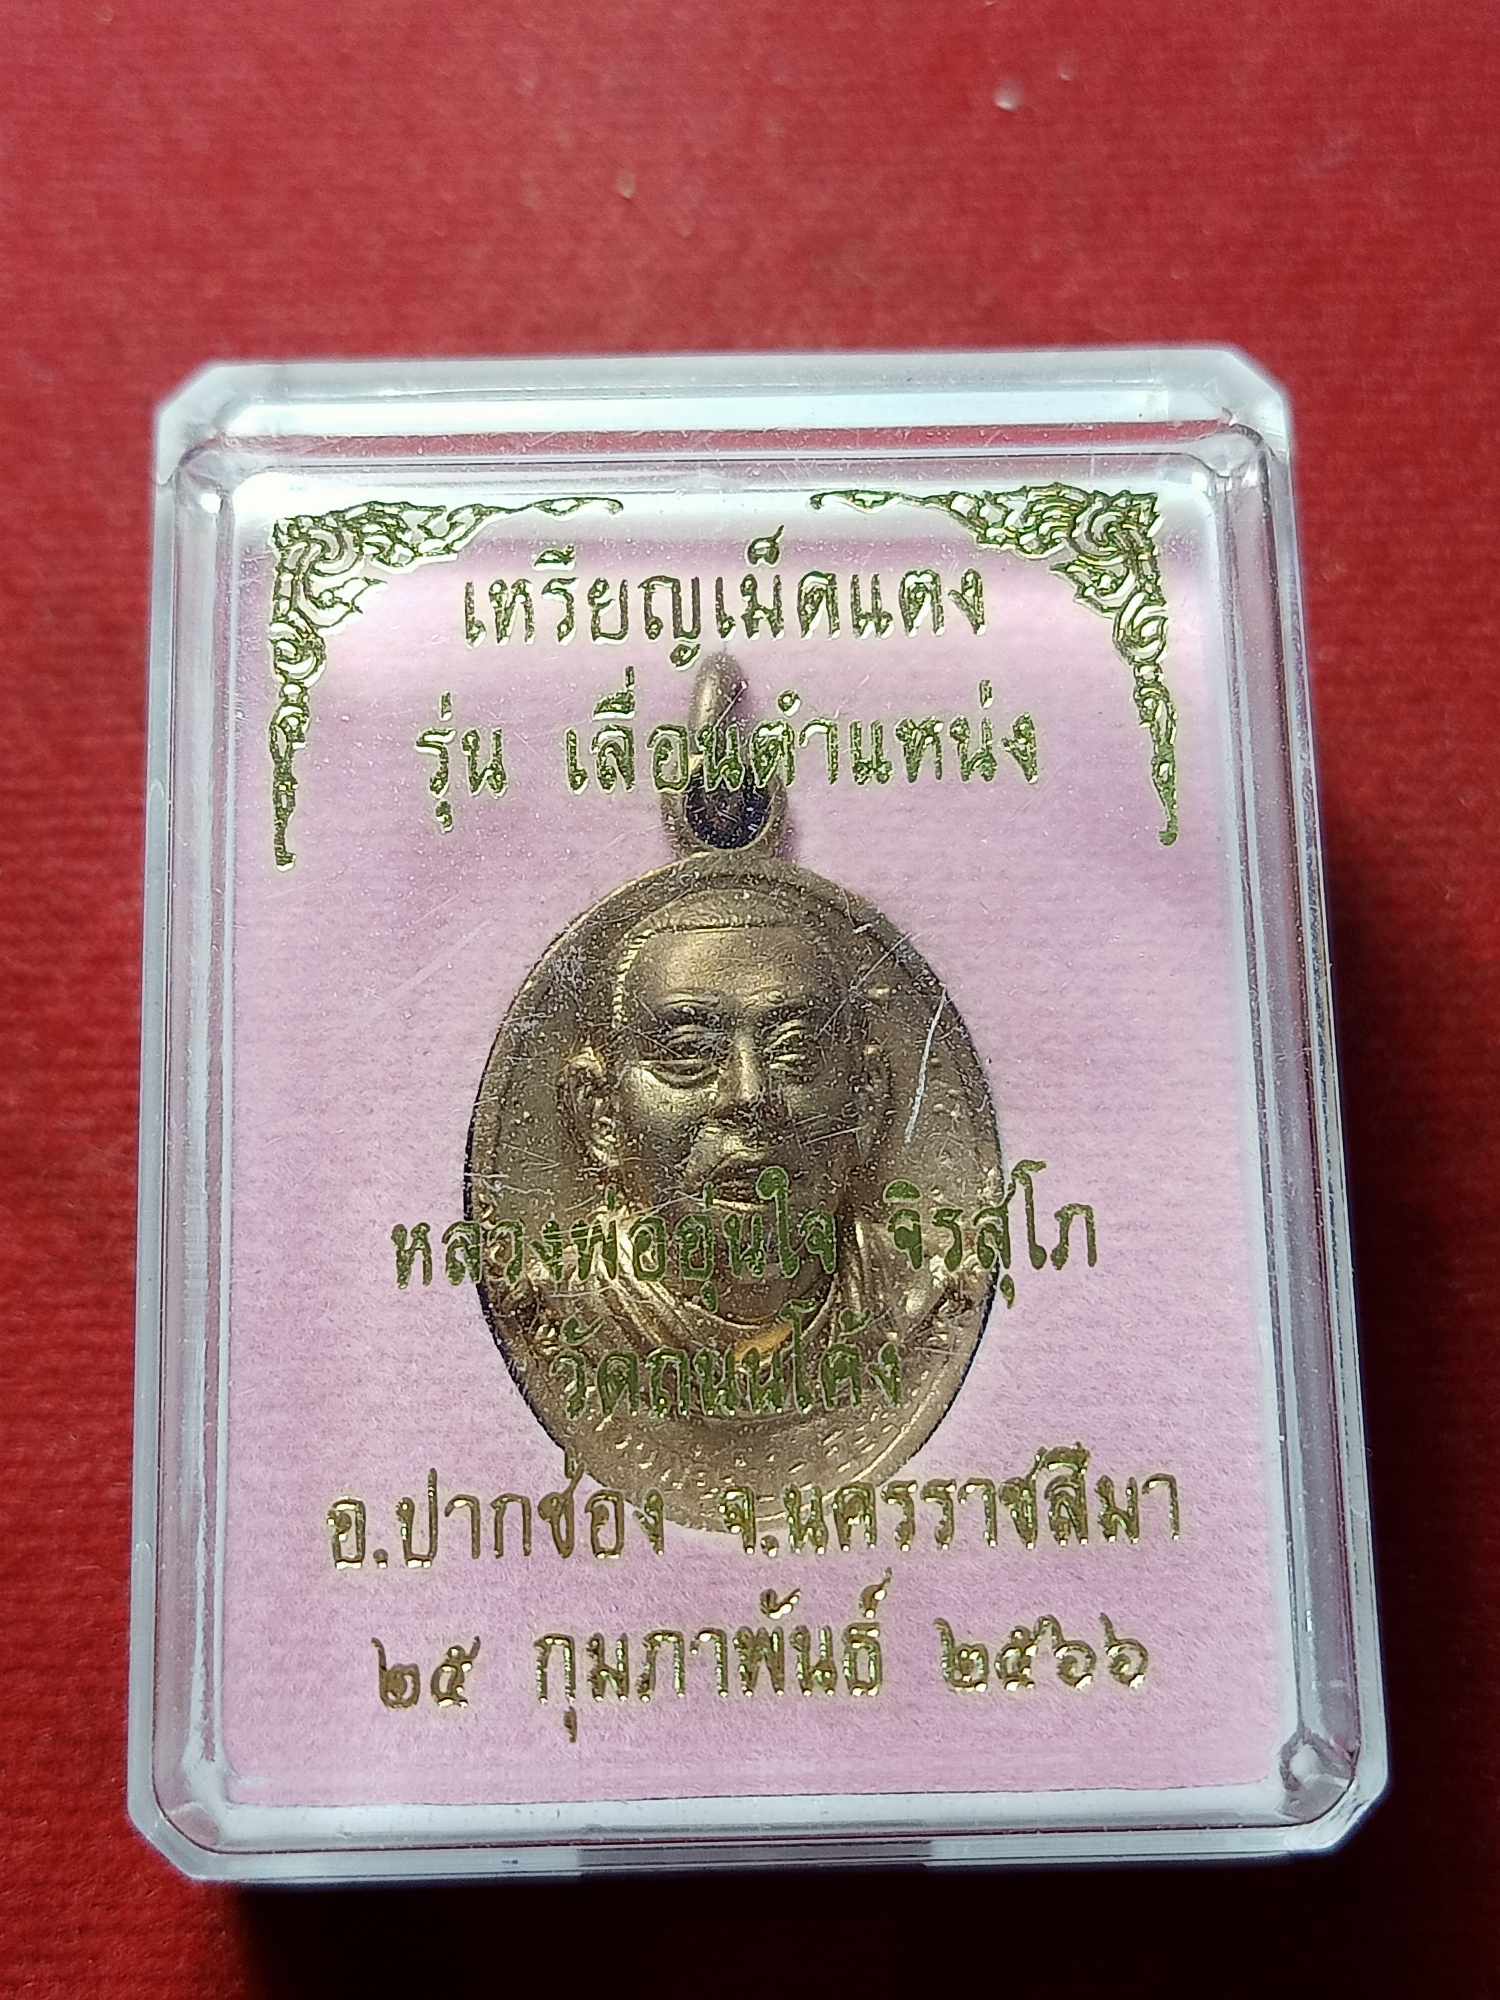 เหรียญเม็ดแตง
รุ่น เลื่อนตำแหน่ง
หลวงพ่ออุ่นใจ จิรสุโภ
วัดถนนโค้ง
อ.ปากช่อง จ.นครราชสีมา
๒๕ กุมภาพันธ์ ๒๕๖๖